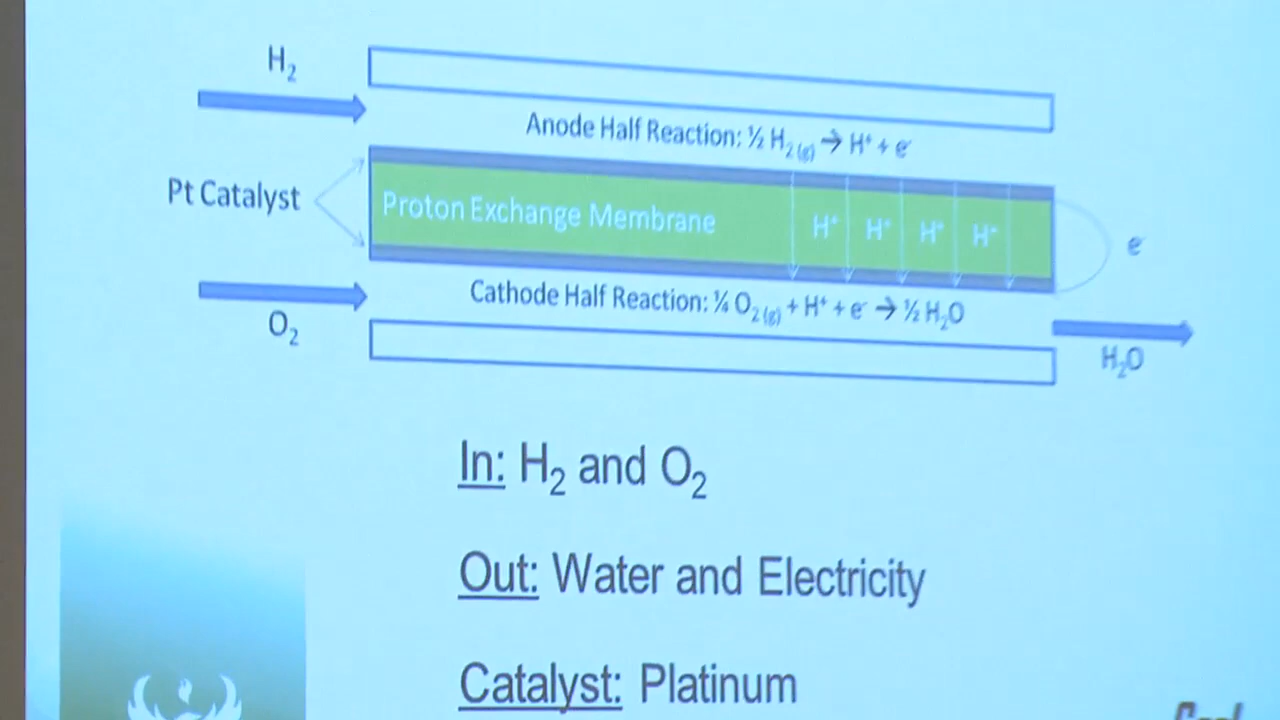 H₂
Anode Half Reaction: ½ H₂ (g) → H⁺ + e⁻
Pt Catalyst
Proton Exchange Membrane
H⁺ H⁺ H⁺ H⁺
e⁻
Cathode Half Reaction: ¼ O₂ (g) + H⁺ + e⁻ → ½ H₂O
O₂
H₂O
In: H₂ and O₂
Out: Water and Electricity
Catalyst: Platinum